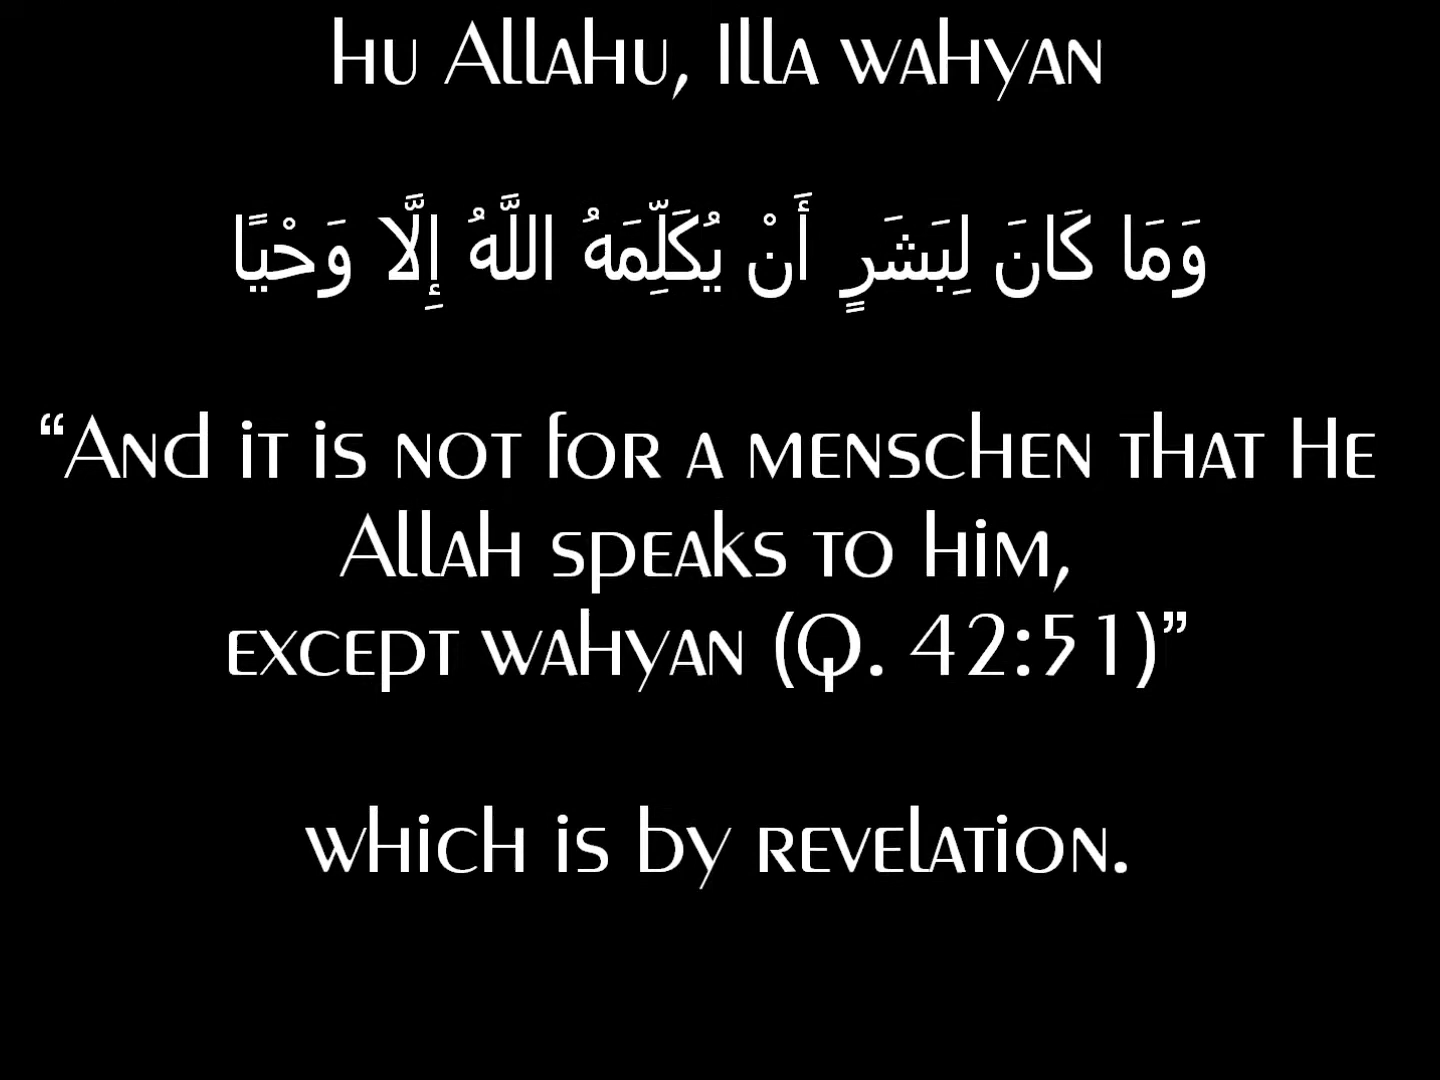 hu Allahu, Illa wahyan
وَمَا كَانَ لِبَشَرٍ أَنْ يُكَلِّمَهُ اللَّهُ إِلَّا وَحْيًا
“And it is not for a menschen that He
Allah speaks to him,
except wahyan (Q. 42:51)”
which is by revelation.